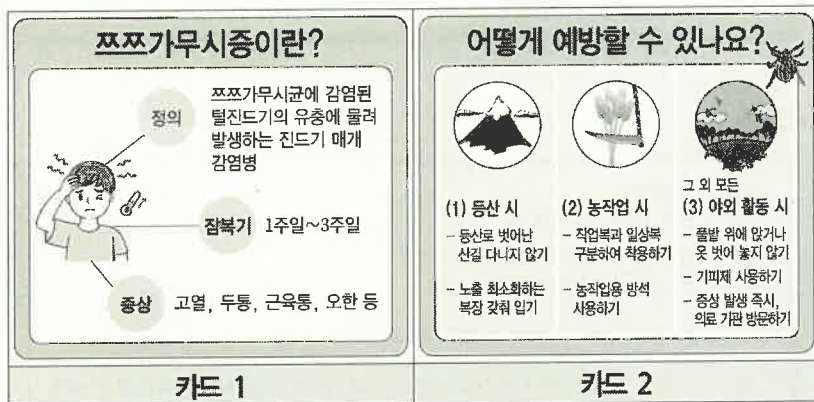 쯔쯔가무시증이란?
정의
쯔쯔가무시균에 감염된
털진드기의 유충에 물려
발생하는 진드기 매개
감염병
잠복기 1주일~3주일
증상 고열, 두통, 근육통, 오한 등
카드 1
어떻게 예방할 수 있나요?
(1) 등산 시
- 등산로 벗어난
산길 다니지 않기
- 노출 최소화하는
복장 갖춰 입기
(2) 농작업 시
- 작업복과 일상복
구분하여 착용하기
- 농작업용 방석
사용하기
그 외 모든
(3) 야외 활동 시
- 풀밭 위에 앉거나
옷 벗어 놓지 않기
- 기피제 사용하기
- 증상 발생 즉시,
의료 기관 방문하기
카드 2